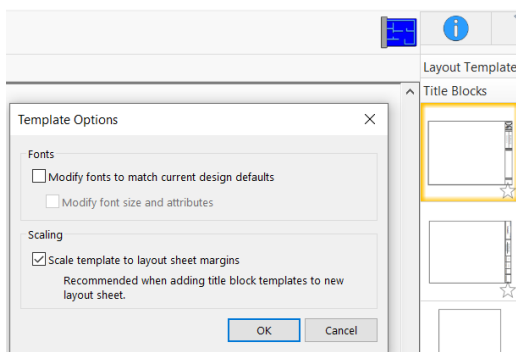 Layout Template
Title Blocks
Template Options
Fonts
Modify fonts to match current design defaults
Modify font size and attributes
Scaling
Scale template to layout sheet margins
Recommended when adding title block templates to new
layout sheet.
OK
Cancel